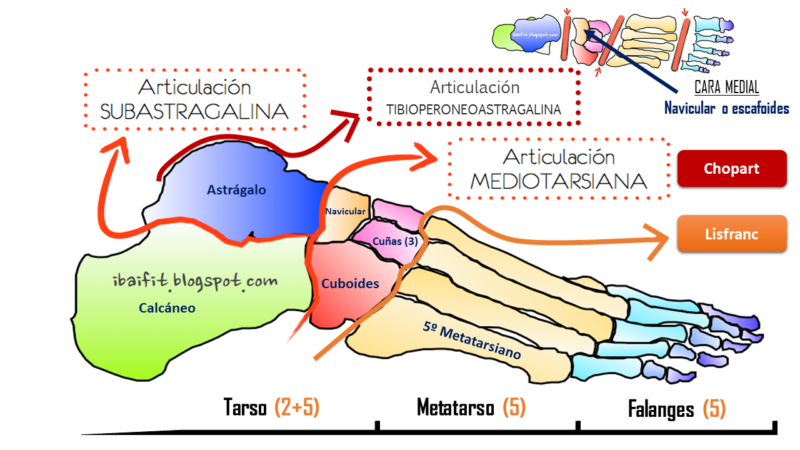 ibaifit.blogspot.com
CARA MEDIAL
Navicular o escafoides
Articulación
SUBASTRAGALINA
Articulación
TIBIOPERONEOASTRAGALINA
Articulación
MEDIOTARSIANA
Chopart
Lisfranc
Astrágalo
Navicular
Cuñas (3)
Cuboides
ibaifit.blogspot.com
Calcáneo
5º Metatarsiano
Tarso (2+5)
Metatarso (5)
Falanges (5)